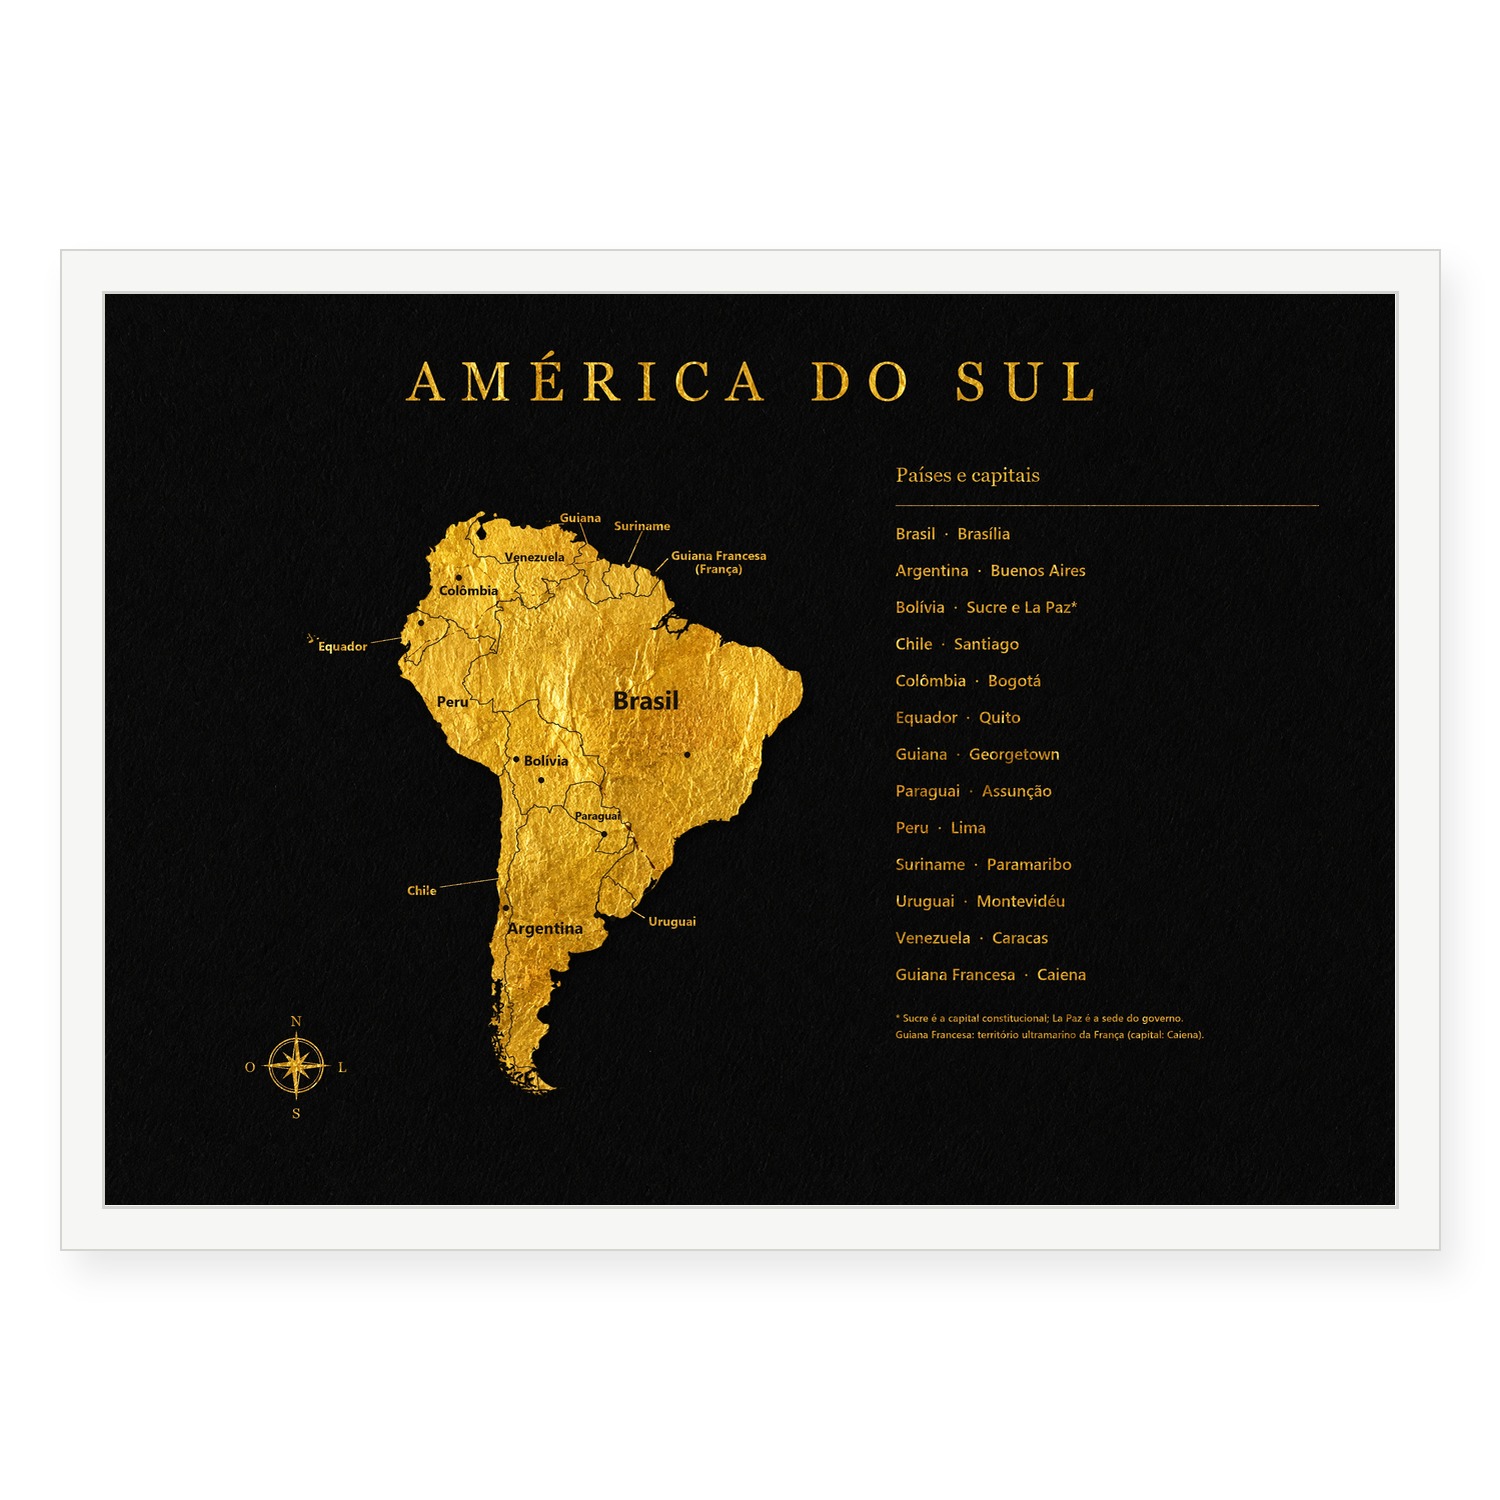 AMÉRICA DO SUL
Guiana
Suriname
Venezuela
Guiana Francesa
(França)
Colômbia
Equador
Peru
Brasil
Bolívia
Paraguai
Chile
Uruguai
Argentina
N
O L
S
Países e capitais
Brasil · Brasília
Argentina · Buenos Aires
Bolívia · Sucre e La Paz*
Chile · Santiago
Colômbia · Bogotá
Equador · Quito
Guiana · Georgetown
Paraguai · Assunção
Peru · Lima
Suriname · Paramaribo
Uruguai · Montevidéu
Venezuela · Caracas
Guiana Francesa · Caiena
* Sucre é a capital constitucional; La Paz é a sede do governo.
Guiana Francesa: território ultramarino da França (capital: Caiena).